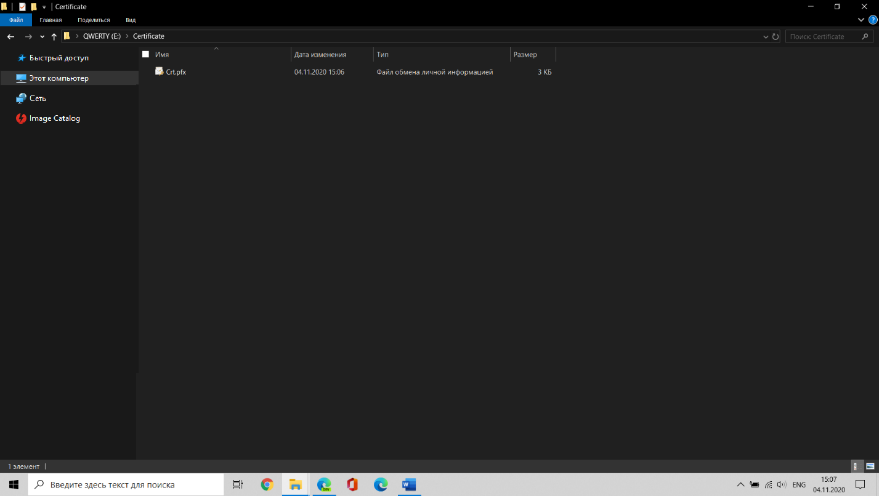 Certificate
Файл
Главная
Поделиться
Вид
QWERTY (E:)
Certificate
Поиск Certificate
Имя
Дата изменения
Тип
Размер
Быстрый доступ
Crt.pfx
04.11.2020 15:06
Файл обмена личной информацией
3 КБ
Этот компьютер
Сеть
Image Catalog
1 элемент
Введите здесь текст для поиска
ENG
15:07
04.11.2020